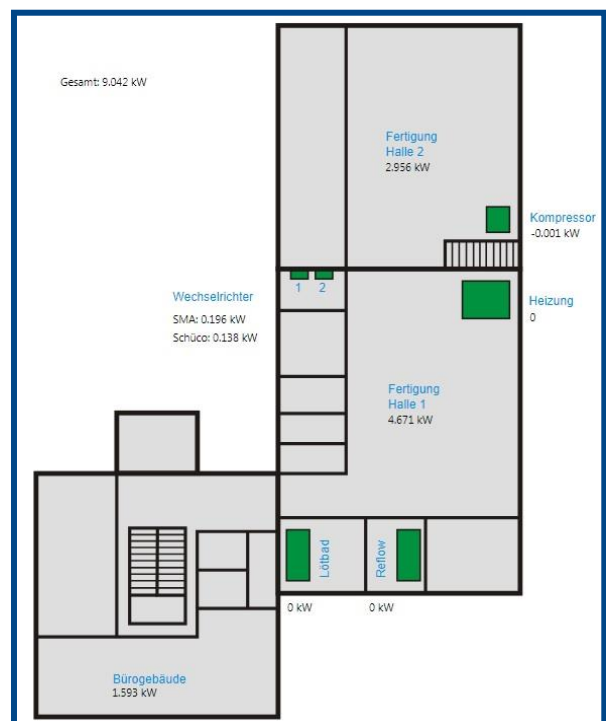 Gesamt: 9.042 kW
Fertigung
Halle 2
2.956 kW
Kompressor
-0.001 kW
Wechselrichter
1 2
SMA: 0.196 kW
Schüco: 0.138 kW
Heizung
0
Fertigung
Halle 1
4.671 kW
Lötbad
Reflow
0 kW
0 kW
Bürogebäude
1.593 kW